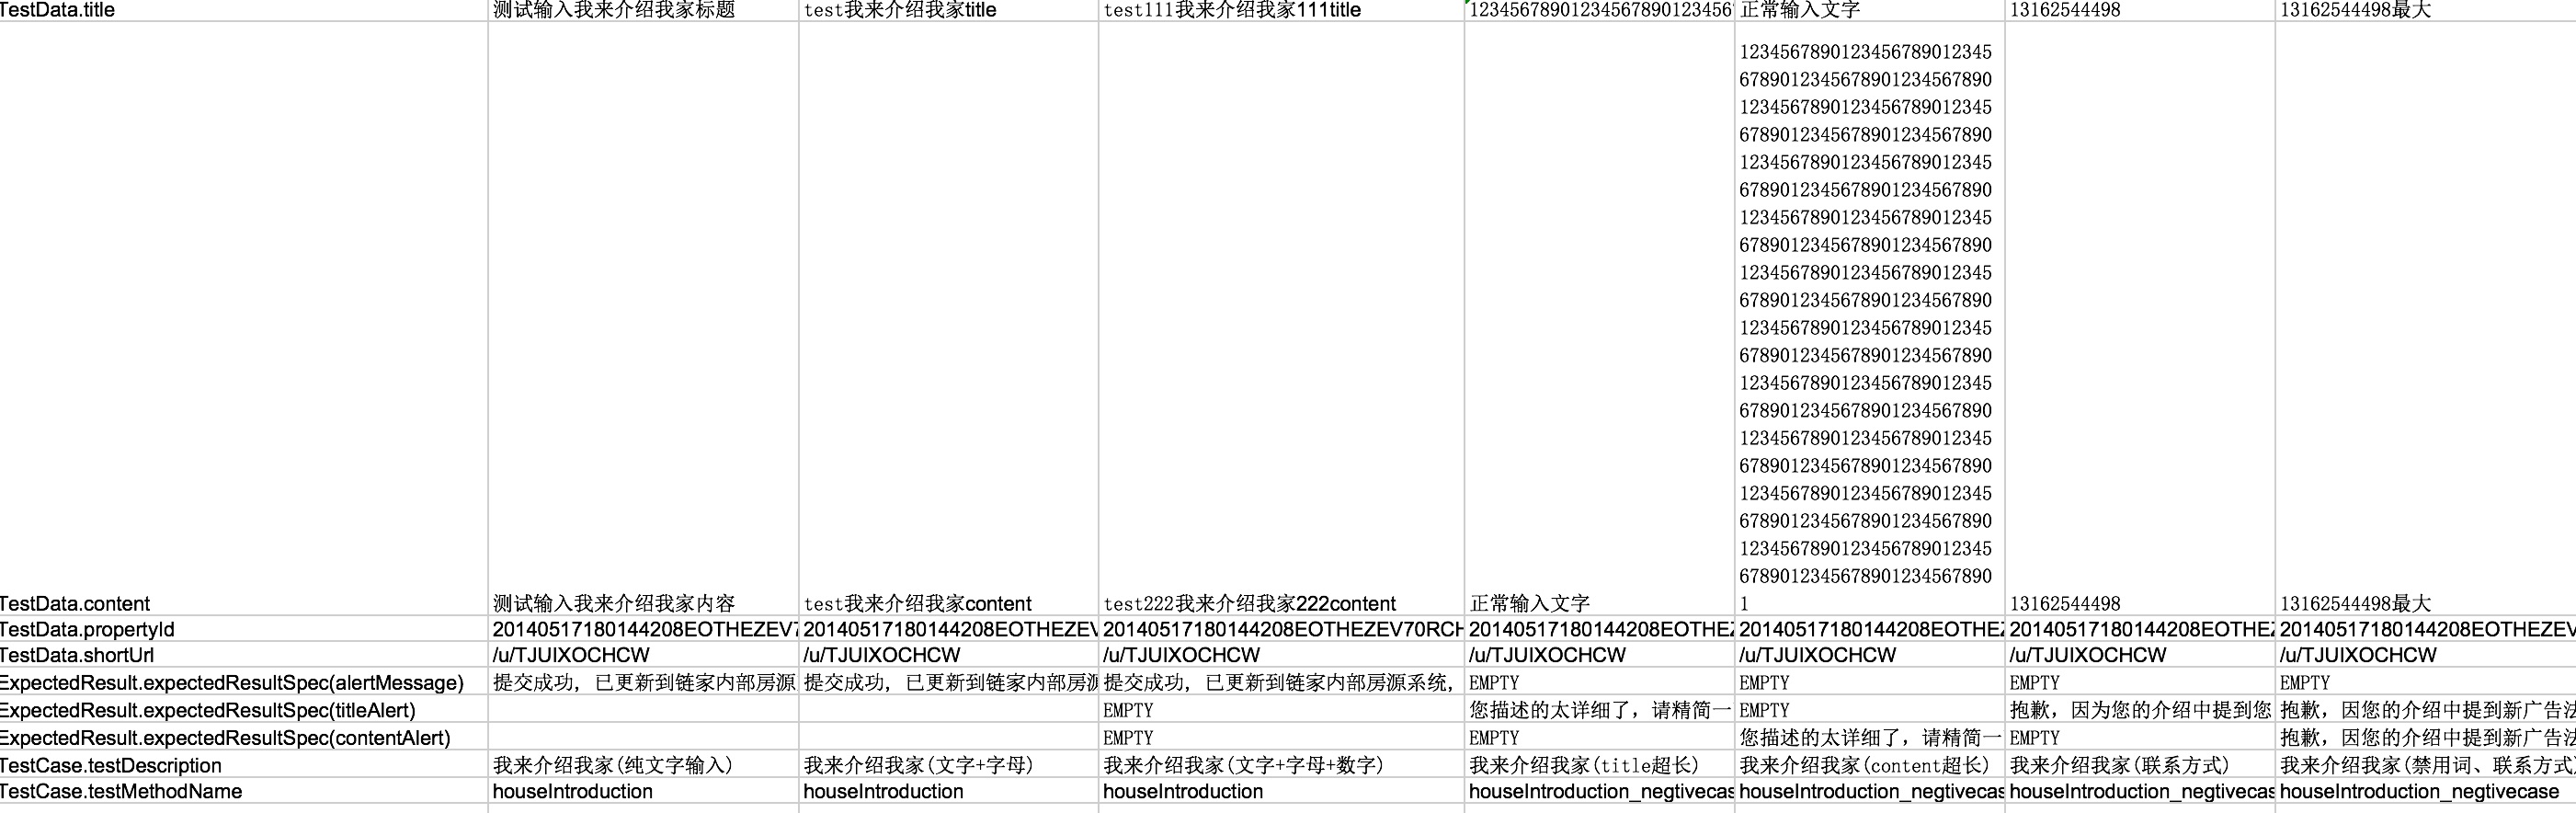 TestData.title 测试输入我来介绍我家标题 test我来介绍我家title test111我来介绍我家111title 12345678901234567890123456 正常输入文字 13162544498 13162544498最大
1234567890123456789012345
6789012345678901234567890
1234567890123456789012345
6789012345678901234567890
1234567890123456789012345
6789012345678901234567890
1234567890123456789012345
6789012345678901234567890
1234567890123456789012345
6789012345678901234567890
1234567890123456789012345
6789012345678901234567890
1234567890123456789012345
6789012345678901234567890
1234567890123456789012345
6789012345678901234567890
1234567890123456789012345
6789012345678901234567890
1234567890123456789012345
6789012345678901234567890
TestData.content 测试输入我来介绍我家内容 test我来介绍我家content test222我来介绍我家222content 正常输入文字 1 13162544498 13162544498最大
TestData.propertyId 20140517180144208EOTHEZEV7 20140517180144208EOTHEZEV 20140517180144208EOTHEZEV70RCH 20140517180144208EOTHEZ 20140517180144208EOTHEZ 20140517180144208EOTHEZ 20140517180144208EOTHEZEV
TestData.shortUrl /u/TJUIXOCHCW /u/TJUIXOCHCW /u/TJUIXOCHCW /u/TJUIXOCHCW /u/TJUIXOCHCW /u/TJUIXOCHCW /u/TJUIXOCHCW
ExpectedResult.expectedResultSpec(alertMessage) 提交成功，已更新到链家内部房源 提交成功，已更新到链家内部房源 提交成功，已更新到链家内部房源系统， EMPTY EMPTY EMPTY EMPTY
ExpectedResult.expectedResultSpec(titleAlert) EMPTY 您描述的太详细了，请精简一 EMPTY 抱歉，因为您的介绍中提到您 抱歉，因您的介绍中提到新广告法
ExpectedResult.expectedResultSpec(contentAlert) EMPTY EMPTY 您描述的太详细了，请精简一 EMPTY 抱歉，因您的介绍中提到新广告法
TestCase.testDescription 我来介绍我家(纯文字输入) 我来介绍我家(文字+字母) 我来介绍我家(文字+字母+数字) 我来介绍我家(title超长) 我来介绍我家(content超长) 我来介绍我家(联系方式) 我来介绍我家(禁用词、联系方式)
TestCase.testMethodName houseIntroduction houseIntroduction houseIntroduction houseIntroduction_negtivecas houseIntroduction_negtivecas houseIntroduction_negtivecas houseIntroduction_negtivecase